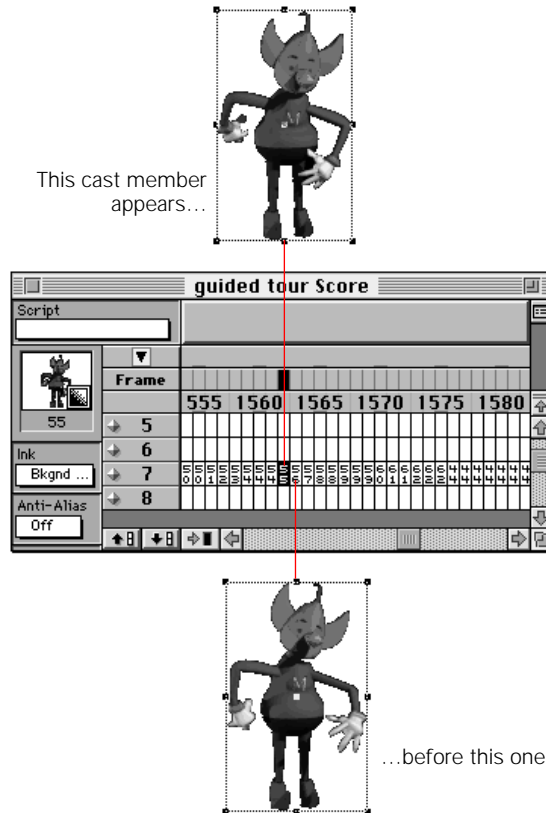 This cast member
appears…
guided tour Score
Script
Frame
555 1560 1565 1570 1575 1580
55
5
6
Ink
Bkgnd ...
7
8
Anti-Alias
Off
M
M
…before this one